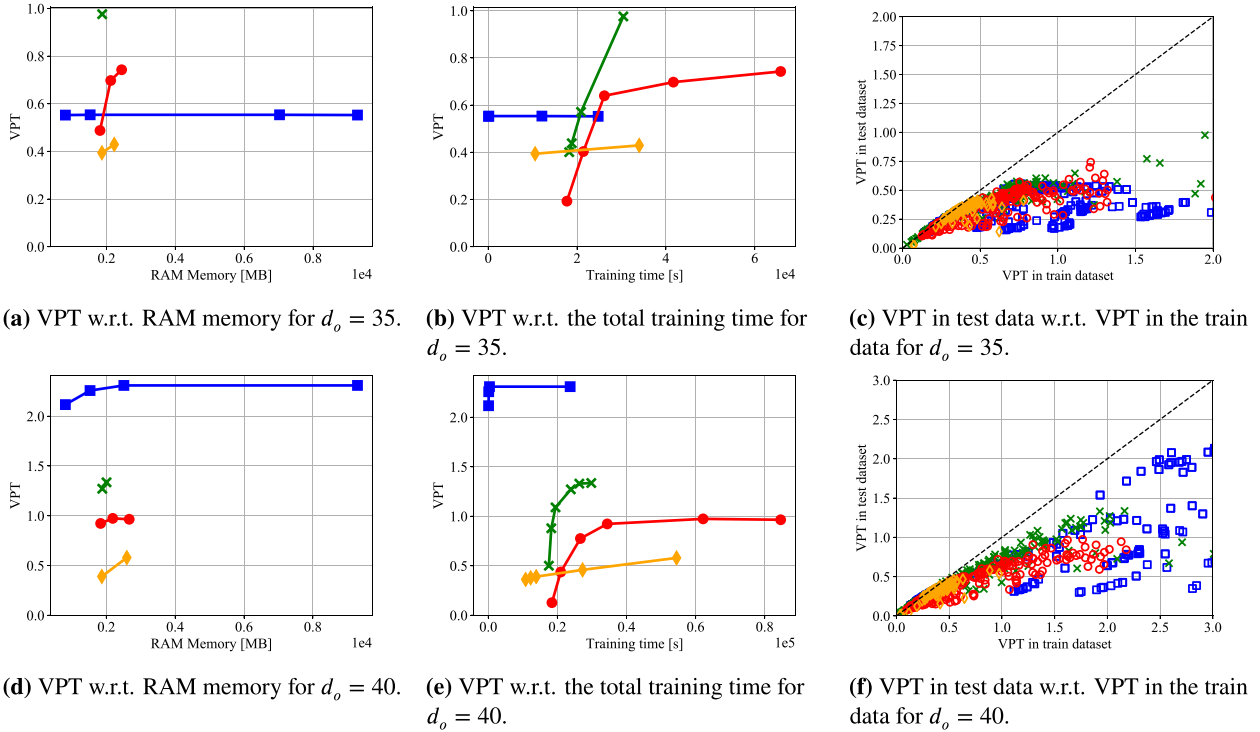 1.0
0.8
0.6
0.4
0.2
0.0
VPT
0.2 0.4 0.6 0.8
RAM Memory [MB]
1e4
(a) VPT w.r.t. RAM memory for dₒ = 35.
1.0
0.8
0.6
0.4
0.2
0.0
VPT
0 2 4 6
Training time [s]
1e4
(b) VPT w.r.t. the total training time for
dₒ = 35.
2.00
1.75
1.50
1.25
1.00
0.75
0.50
0.25
0.00
VPT in test dataset
0.0 0.5 1.0 1.5 2.0
VPT in train dataset
(c) VPT in test data w.r.t. VPT in the train
data for dₒ = 35.
2.0
1.5
1.0
0.5
0.0
VPT
0.2 0.4 0.6 0.8
RAM Memory [MB]
1e4
(d) VPT w.r.t. RAM memory for dₒ = 40.
2.0
1.5
1.0
0.5
0.0
VPT
0.0 0.2 0.4 0.6 0.8
Training time [s]
1e5
(e) VPT w.r.t. the total training time for
dₒ = 40.
3.0
2.5
2.0
1.5
1.0
0.5
0.0
VPT in test dataset
0.0 0.5 1.0 1.5 2.0 2.5 3.0
VPT in train dataset
(f) VPT in test data w.r.t. VPT in the train
data for dₒ = 40.